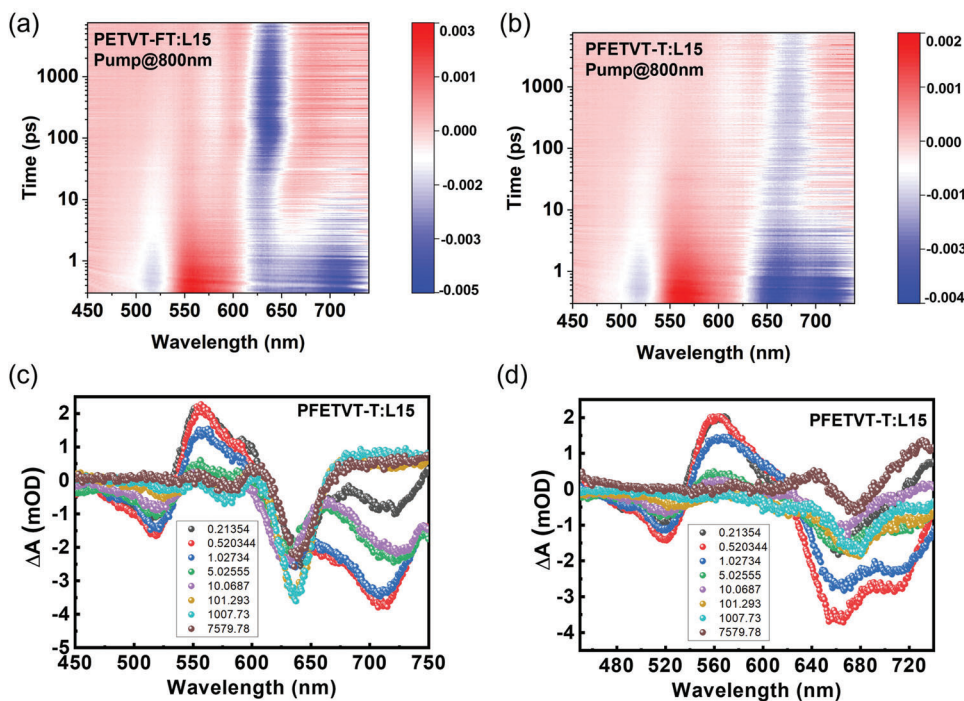 (a)
PETVT-FT:L15
Pump@800nm
1000
100
10
1
Time (ps)
450 500 550 600 650 700
Wavelength (nm)
0.003
0.001
0.000
-0.002
-0.003
-0.005
(b)
PFETVT-T:L15
Pump@800nm
1000
100
10
1
Time (ps)
450 500 550 600 650 700
Wavelength (nm)
0.002
0.001
0.000
-0.001
-0.003
-0.004
(c)
PFETVT-T:L15
2
1
0
-1
-2
-3
-4
-5
ΔA (mOD)
0.21354
0.520344
1.02734
5.02555
10.0687
101.293
1007.73
7579.78
450 500 550 600 650 700 750
Wavelength (nm)
(d)
PFETVT-T:L15
2
1
0
-1
-2
-3
-4
ΔA (mOD)
0.21354
0.520344
1.02734
5.02555
10.0687
101.293
1007.73
7579.78
480 520 560 600 640 680 720
Wavelength (nm)